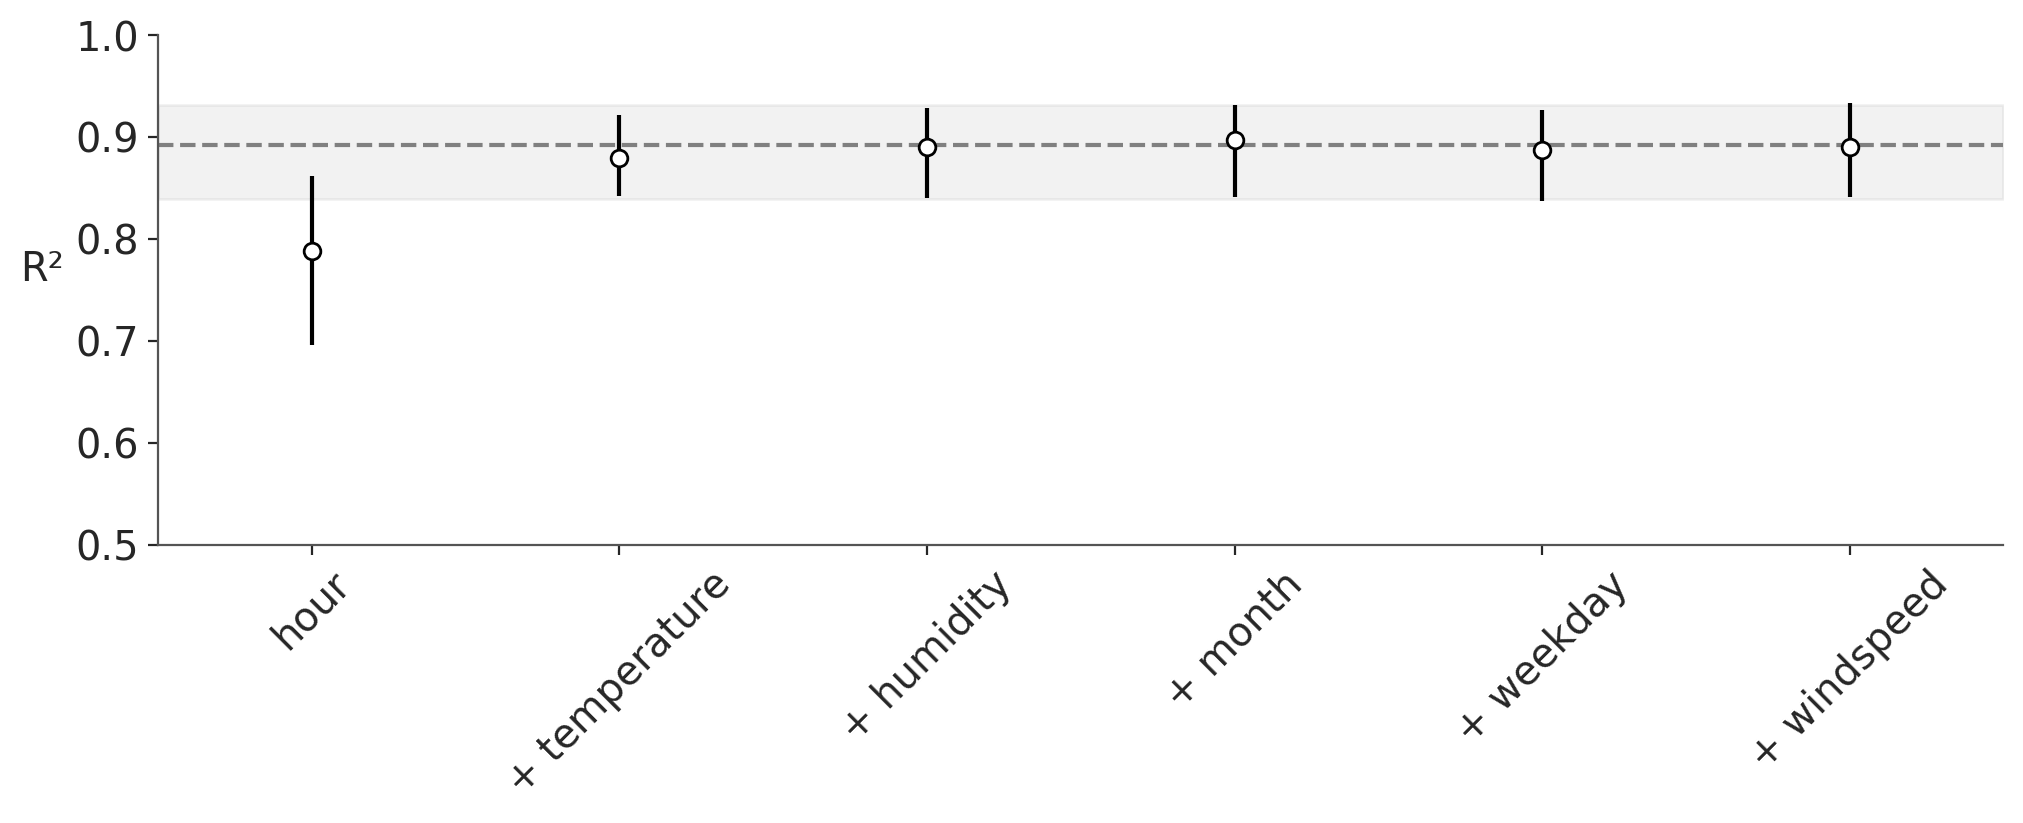 1.0
0.9
0.8
0.7
0.6
0.5
R²
hour
+ temperature
+ humidity
+ month
+ weekday
+ windspeed